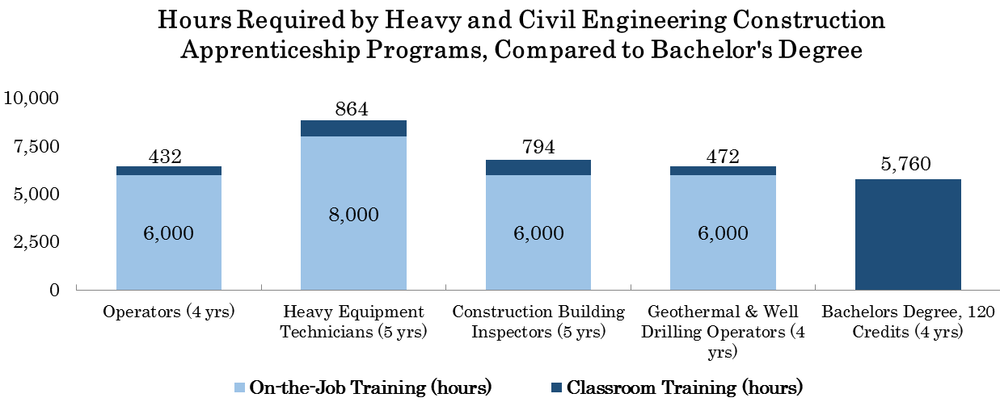 Hours Required by Heavy and Civil Engineering Construction
Apprenticeship Programs, Compared to Bachelor's Degree
10,000
7,500
5,000
2,500
0
432
6,000
864
8,000
794
6,000
472
6,000
5,760
Operators (4 yrs)
Heavy Equipment
Technicians (5 yrs)
Construction Building
Inspectors (5 yrs)
Geothermal & Well
Drilling Operators (4
yrs)
Bachelors Degree, 120
Credits (4 yrs)
On-the-Job Training (hours)
Classroom Training (hours)